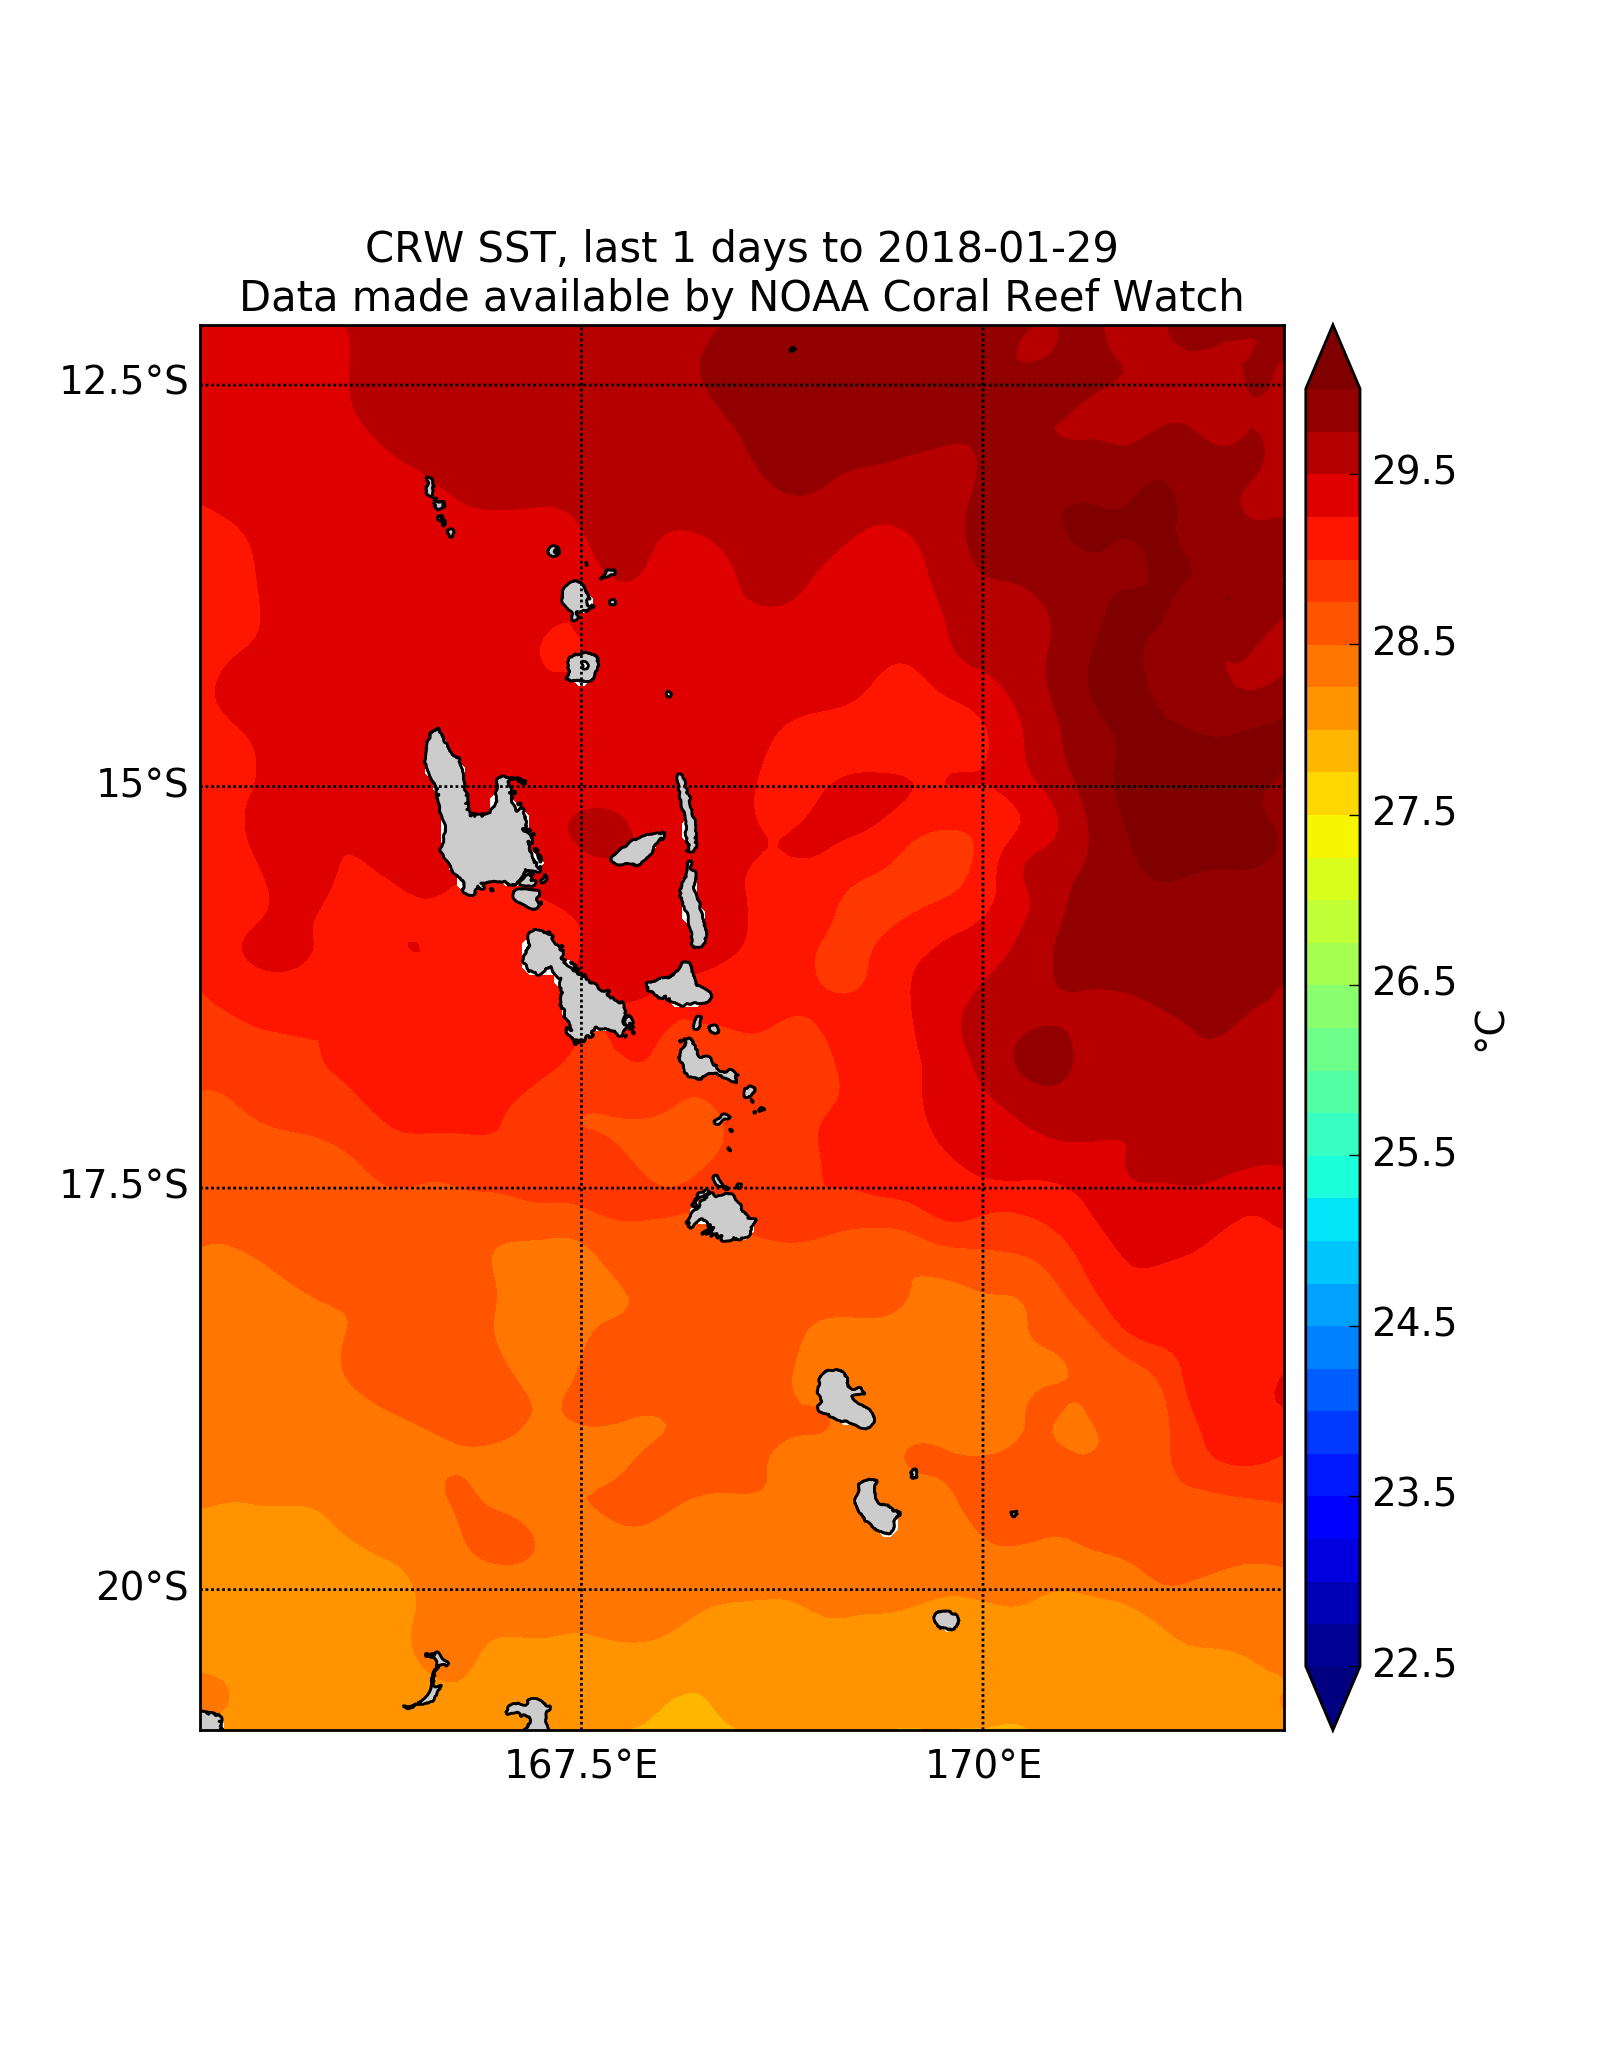 CRW SST, last 1 days to 2018-01-29
Data made available by NOAA Coral Reef Watch
12.5°S
15°S
17.5°S
20°S
167.5°E
170°E
29.5
28.5
27.5
26.5
25.5
24.5
23.5
22.5
°C